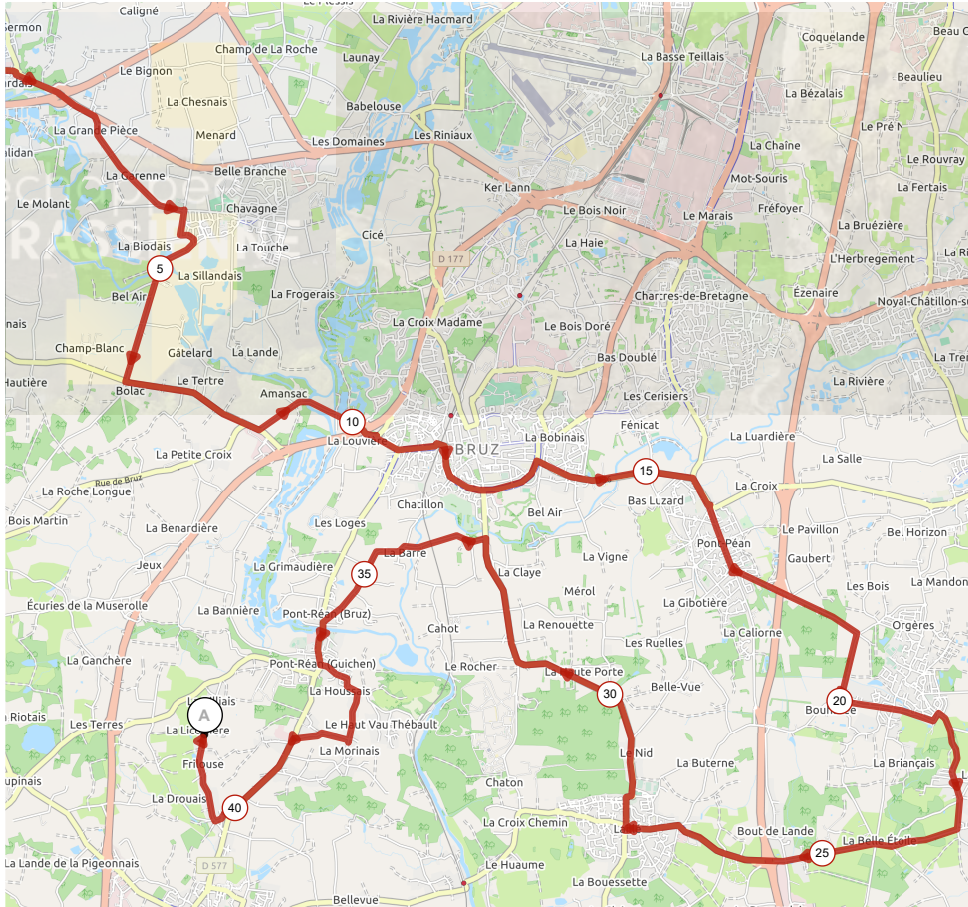 Caligné
La Rivière Hacmard
Coquelande
Champ de La Roche
Launay
La Basse Teillais
Le Bignon
Beaulieu
La Chesnais
Babelouse
La Bézalais
La Grande Pièce
Menard
Les Domaines
Les Riniaux
Le Pré
La Chaîne
Le Rouvray
La Garenne
Belle Branche
Ker Lann
Mot-Souris
La Fertais
Le Molant
Chavagne
Le Bois Noir
Le Marais
Fréfoyer
La Bruézière
Cicé
La Biodais
La Touche
La Haie
D 177
L'Herbregement
5
La Sillandais
Bel Air
La Frogerais
Chartres-de-Bretagne
Ézenaire
Noyal-Châtillon-su
La Croix Madame
Le Bois Doré
Champ-Blanc
Gâtelard
La Lande
Bas Doublé
Hautière
Bolac
Le Tertre
Amansac
La Rivière
Les Cerisiers
10
Fénicat
La Louvière
BRUZ
La Bobinais
La Luardière
La Petite Croix
La Salle
15
Rue de Bruz
La Roche Longue
La Croix
Chaillon
Bas Luzard
Bois Martin
Les Loges
Bel Air
La Benardière
Le Pavillon
Pont-Péan
La Barre
La Vigne
Gaubert
Jeux
La Grimaudière
35
La Claye
Les Bois
La Mandon
Mérol
Écuries de la Muserolle
La Bannière
Pont-Réan (Bruz)
La Gibotière
La Renouette
Orgères
Cahot
La Caliorne
Les Ruelles
La Ganchère
Pont-Réan (Guichen)
Le Rocher
La Haute Porte
La Houssais
30
Belle-Vue
20
A
Riotais
Les Terres
Le Haut Vau Thébault
Filouse
La Morinais
Le Nid
La Buterne
La Briançais
Chaton
La Drouais
40
La Croix Chemin
Bout de Lande
La Belle Étoile
25
La Lande de la Pigeonnais
D 577
Le Huaume
La Bouessette
Bellevue